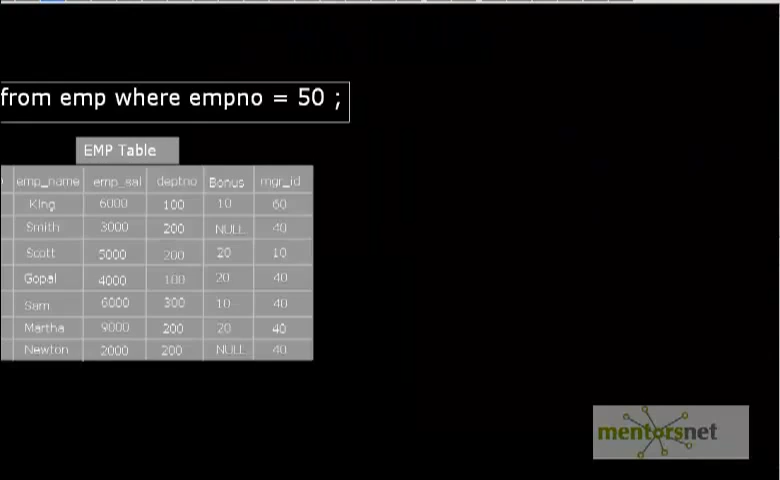 from emp where empno = 50 ;
EMP Table
emp_name emp_sal deptno Bonus mgr_id
King 6000 100 10 60
Smith 3000 200 NULL 40
Scott 5000 200 20 10
Gopal 4000 100 20 40
Sam 6000 300 10 40
Martha 9000 200 20 40
Newton 2000 200 NULL 40
mentorsnet